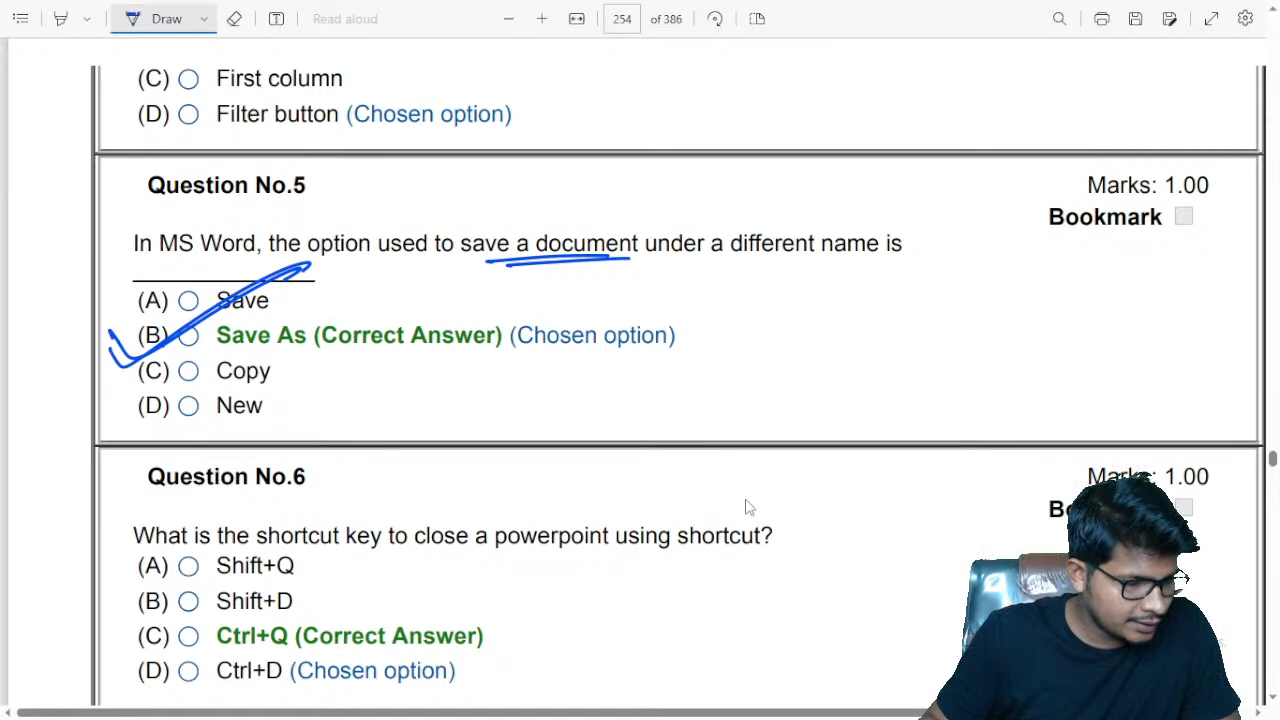 Draw
Read aloud
254 of 386
(C) First column
(D) Filter button (Chosen option)
Question No.5
Marks: 1.00
Bookmark
In MS Word, the option used to save a document under a different name is
(A) Save
(B) Save As (Correct Answer) (Chosen option)
(C) Copy
(D) New
Question No.6
Marks: 1.00
What is the shortcut key to close a powerpoint using shortcut?
(A) Shift+Q
(B) Shift+D
(C) Ctrl+Q (Correct Answer)
(D) Ctrl+D (Chosen option)